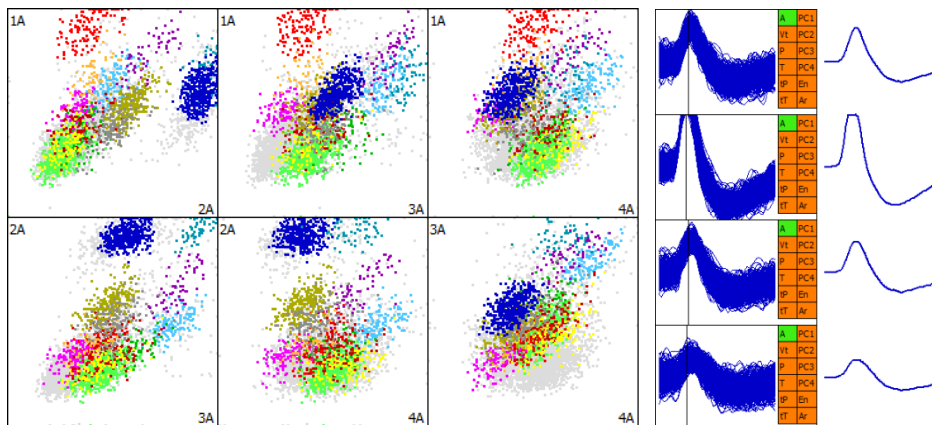 1A
2A
1A
3A
1A
4A
2A
3A
2A
4A
3A
4A
A PC1
Vt PC2
P PC3
T PC4
tP En
tT Ar
A PC1
Vt PC2
P PC3
T PC4
tP En
tT Ar
A PC1
Vt PC2
P PC3
T PC4
tP En
tT Ar
A PC1
Vt PC2
P PC3
T PC4
tP En
tT Ar